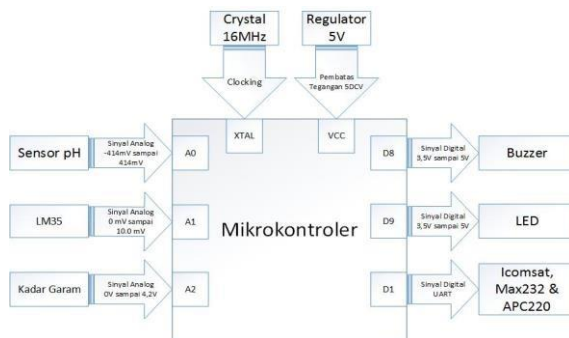 Crystal
16MHz
Regulator
5V
Clocking
Pembatas
Tegangan 5DCV
XTAL
VCC
Sensor pH
Sinyal Analog
-414mV sampai
414mV
A0
D8
Sinyal Digital
3,5V sampai 5V
Buzzer
LM35
Sinyal Analog
0 mV sampai
10.0 mV
A1
Mikrokontroler
D9
Sinyal Digital
3,5V sampai 5V
LED
Kadar Garam
Sinyal Analog
0V sampai 4,2V
A2
D1
Sinyal Digital
UART
Icomsat,
Max232 &
APC220